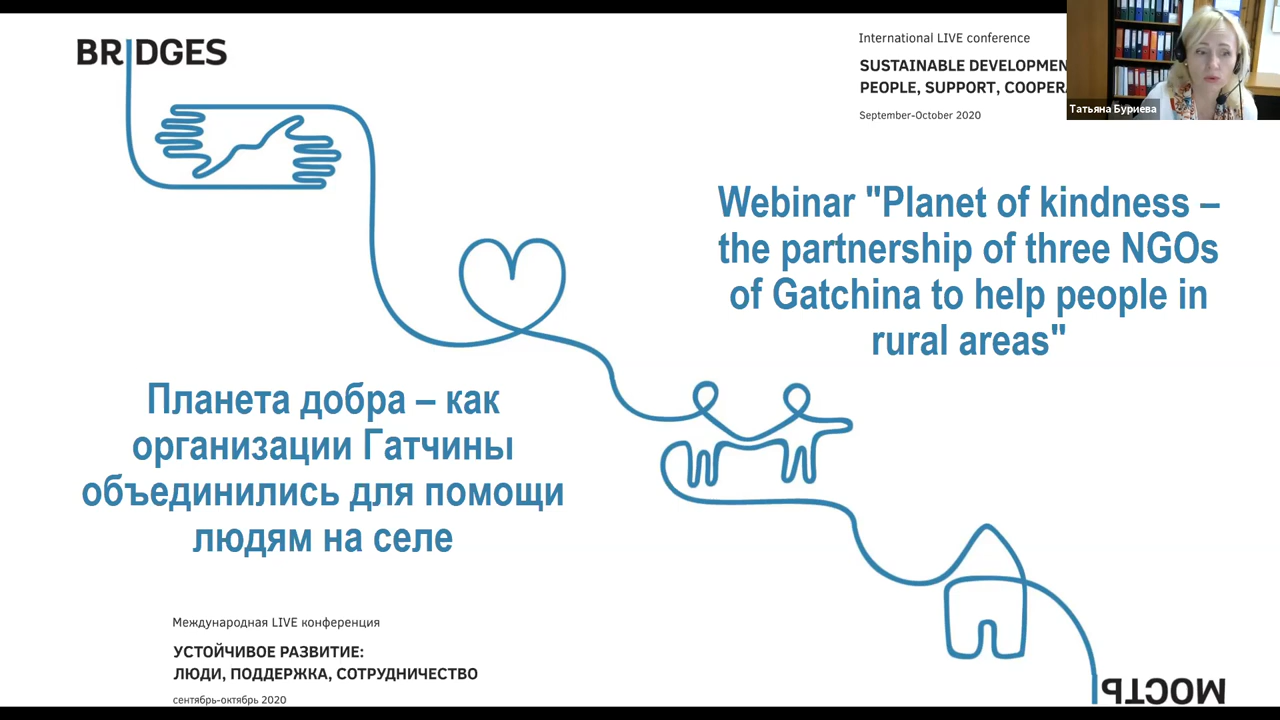 BRIDGES
International LIVE conference
SUSTAINABLE DEVELOPMEN
PEOPLE, SUPPORT, COOPER
September-October 2020
Татьяна Буриева
Webinar "Planet of kindness –
the partnership of three NGOs
of Gatchina to help people in
rural areas"
Планета добра – как
организации Гатчины
объединились для помощи
людям на селе
Международная LIVE конференция
УСТОЙЧИВОЕ РАЗВИТИЕ:
ЛЮДИ, ПОДДЕРЖКА, СОТРУДНИЧЕСТВО
сентябрь-октябрь 2020
МОСТЬ